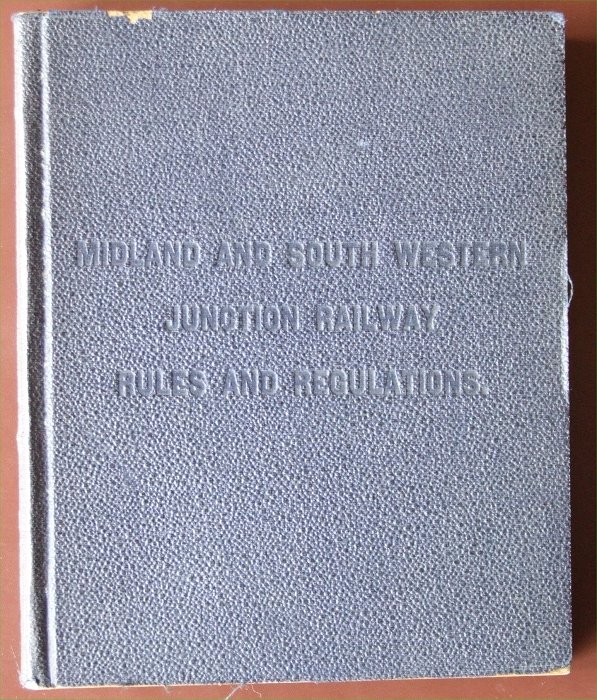 MIDLAND AND SOUTH WESTERN
JUNCTION RAILWAY
RULES AND REGULATIONS.